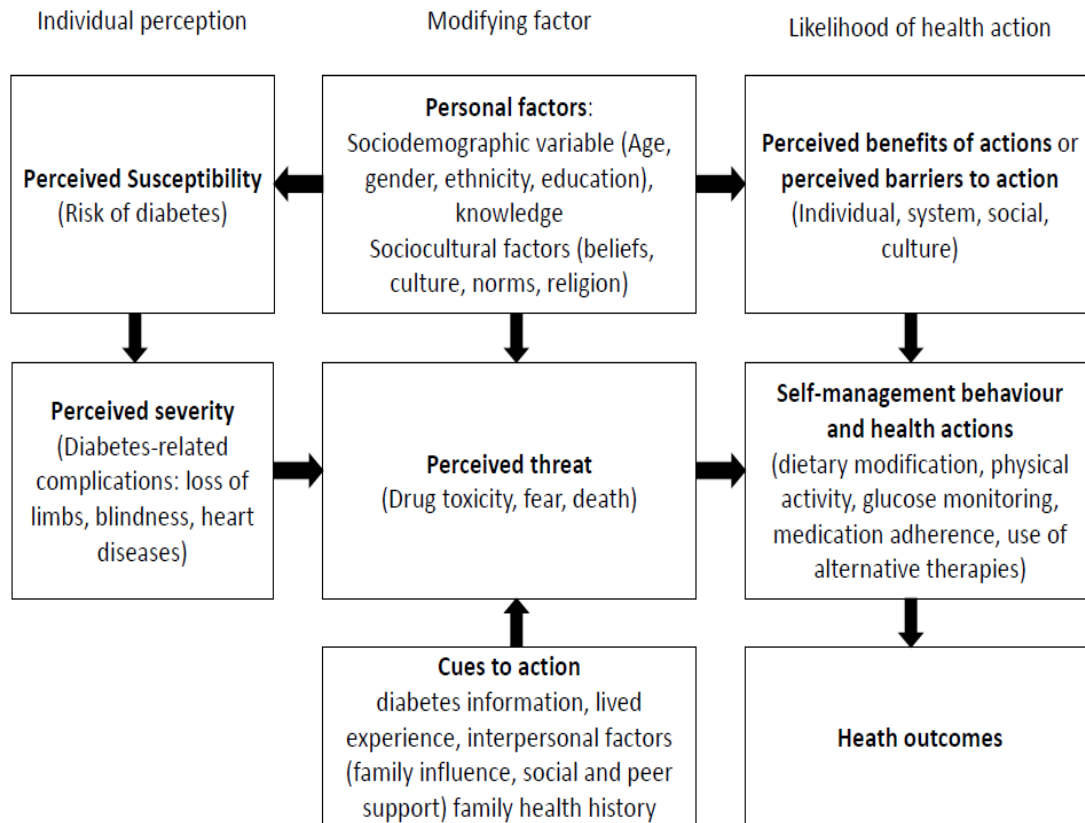 Individual perception
Modifying factor
Likelihood of health action
Perceived Susceptibility
(Risk of diabetes)
Personal factors:
Sociodemographic variable (Age,
gender, ethnicity, education),
knowledge
Sociocultural factors (beliefs,
culture, norms, religion)
Perceived benefits of actions or
perceived barriers to action
(Individual, system, social,
culture)
Perceived severity
(Diabetes-related
complications: loss of
limbs, blindness, heart
diseases)
Perceived threat
(Drug toxicity, fear, death)
Self-management behaviour
and health actions
(dietary modification, physical
activity, glucose monitoring,
medication adherence, use of
alternative therapies)
Cues to action
diabetes information, lived
experience, interpersonal factors
(family influence, social and peer
support) family health history
Heath outcomes